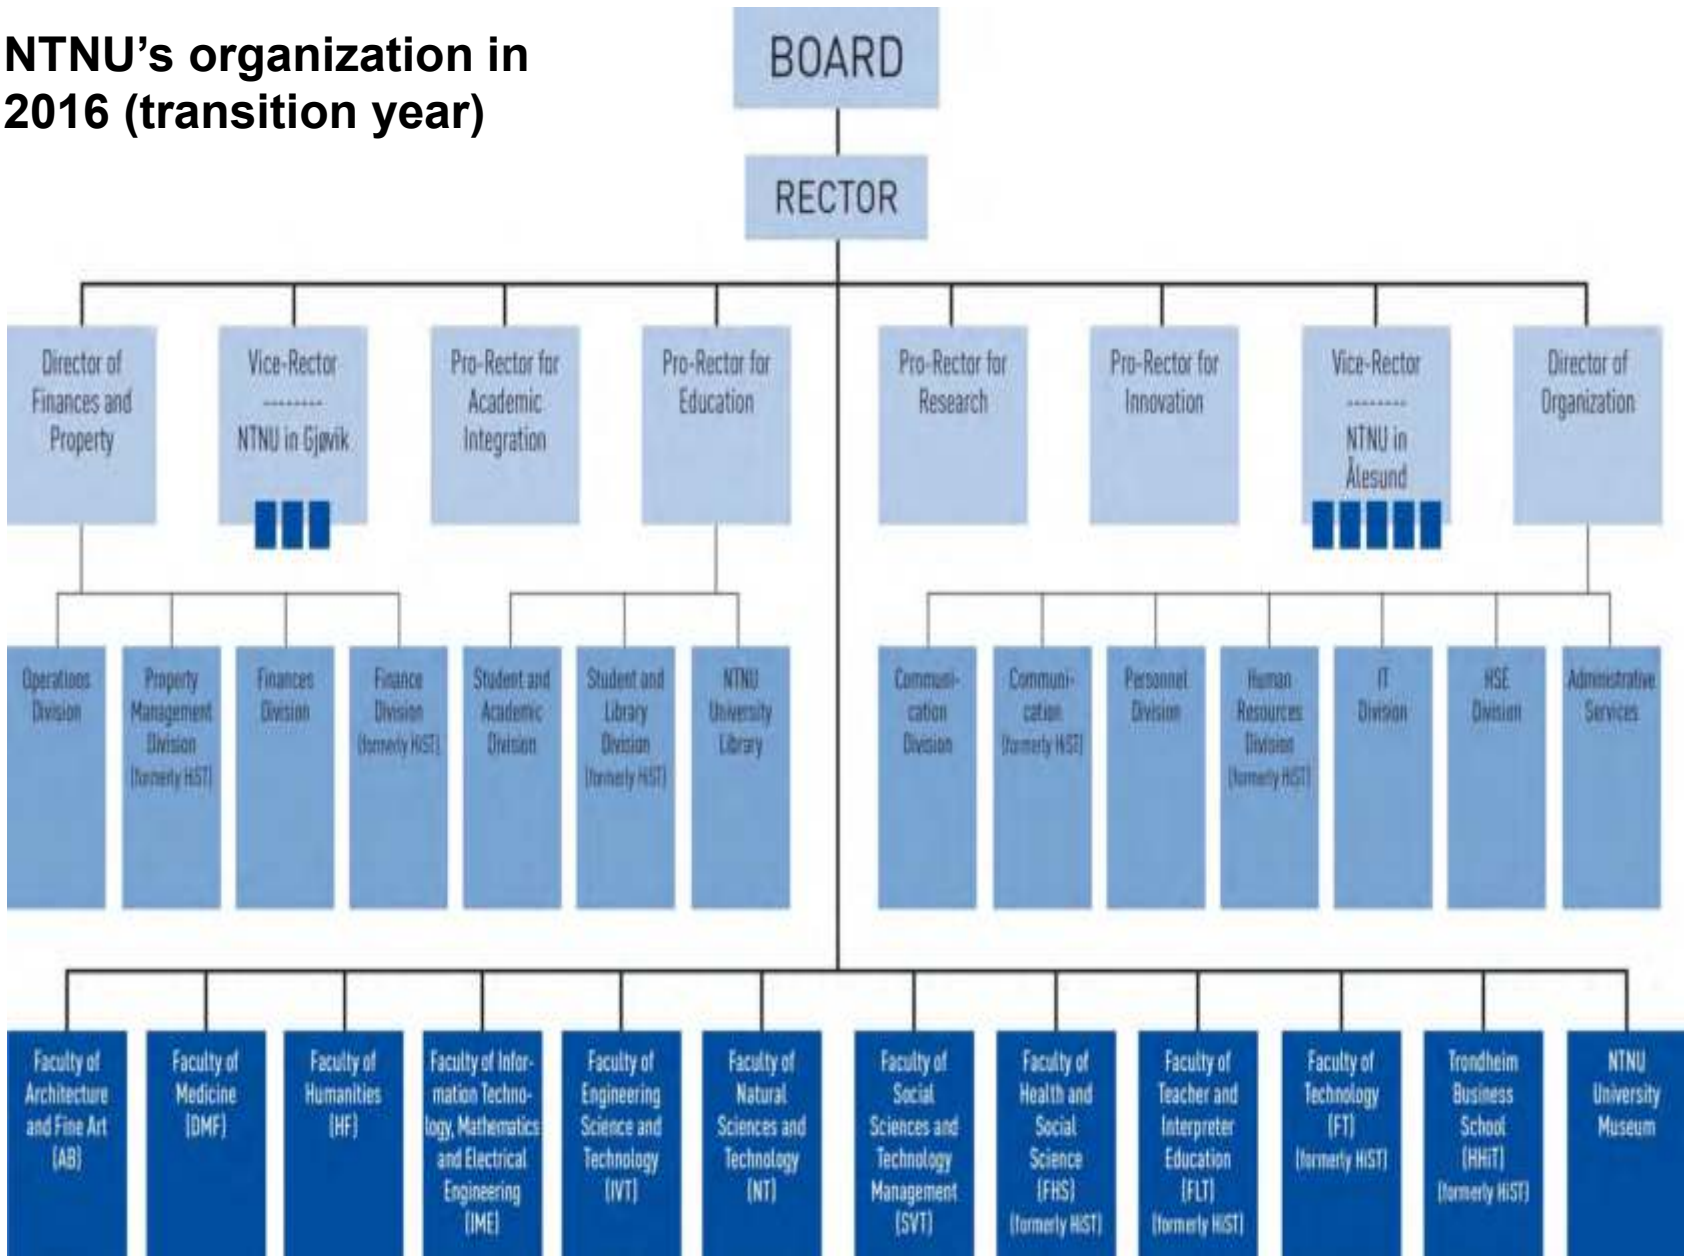 NTNU's organization in
2016 (transition year)
BOARD
RECTOR
Director of
Finances and
Property
Vice-Rector
--------
NTNU in Gjøvik
Pro-Rector for
Academic
Integration
Pro-Rector for
Education
Pro-Rector for
Research
Pro-Rector for
Innovation
Vice-Rector
--------
NTNU in
Ålesund
Director of
Organization
Operations
Division
Property
Management
Division
(formerly HiST)
Finances
Division
Finance
Division
(formerly HiST)
Student and
Academic
Division
Student and
Library
Division
(formerly HiST)
NTNU
University
Library
Communi-
cation
Division
Communi-
cation
(formerly HiST)
Personnel
Division
Human
Resources
Division
(formerly HiST)
IT
Division
HSE
Division
Administrative
Services
Faculty of
Architecture
and Fine Art
(AB)
Faculty of
Medicine
(DMF)
Faculty of
Humanities
(HF)
Faculty of Infor-
mation Techno-
logy, Mathematics
and Electrical
Engineering
(IME)
Faculty of
Engineering
Science and
Technology
(IVT)
Faculty of
Natural
Sciences and
Technology
(NT)
Faculty of
Social
Sciences and
Technology
Management
(SVT)
Faculty of
Health and
Social
Science
(FHS)
(formerly HiST)
Faculty of
Teacher and
Interpreter
Education
(FLT)
(formerly HiST)
Faculty of
Technology
(FT)
(formerly HiST)
Trondheim
Business
School
(HHiT)
(formerly HiST)
NTNU
University
Museum